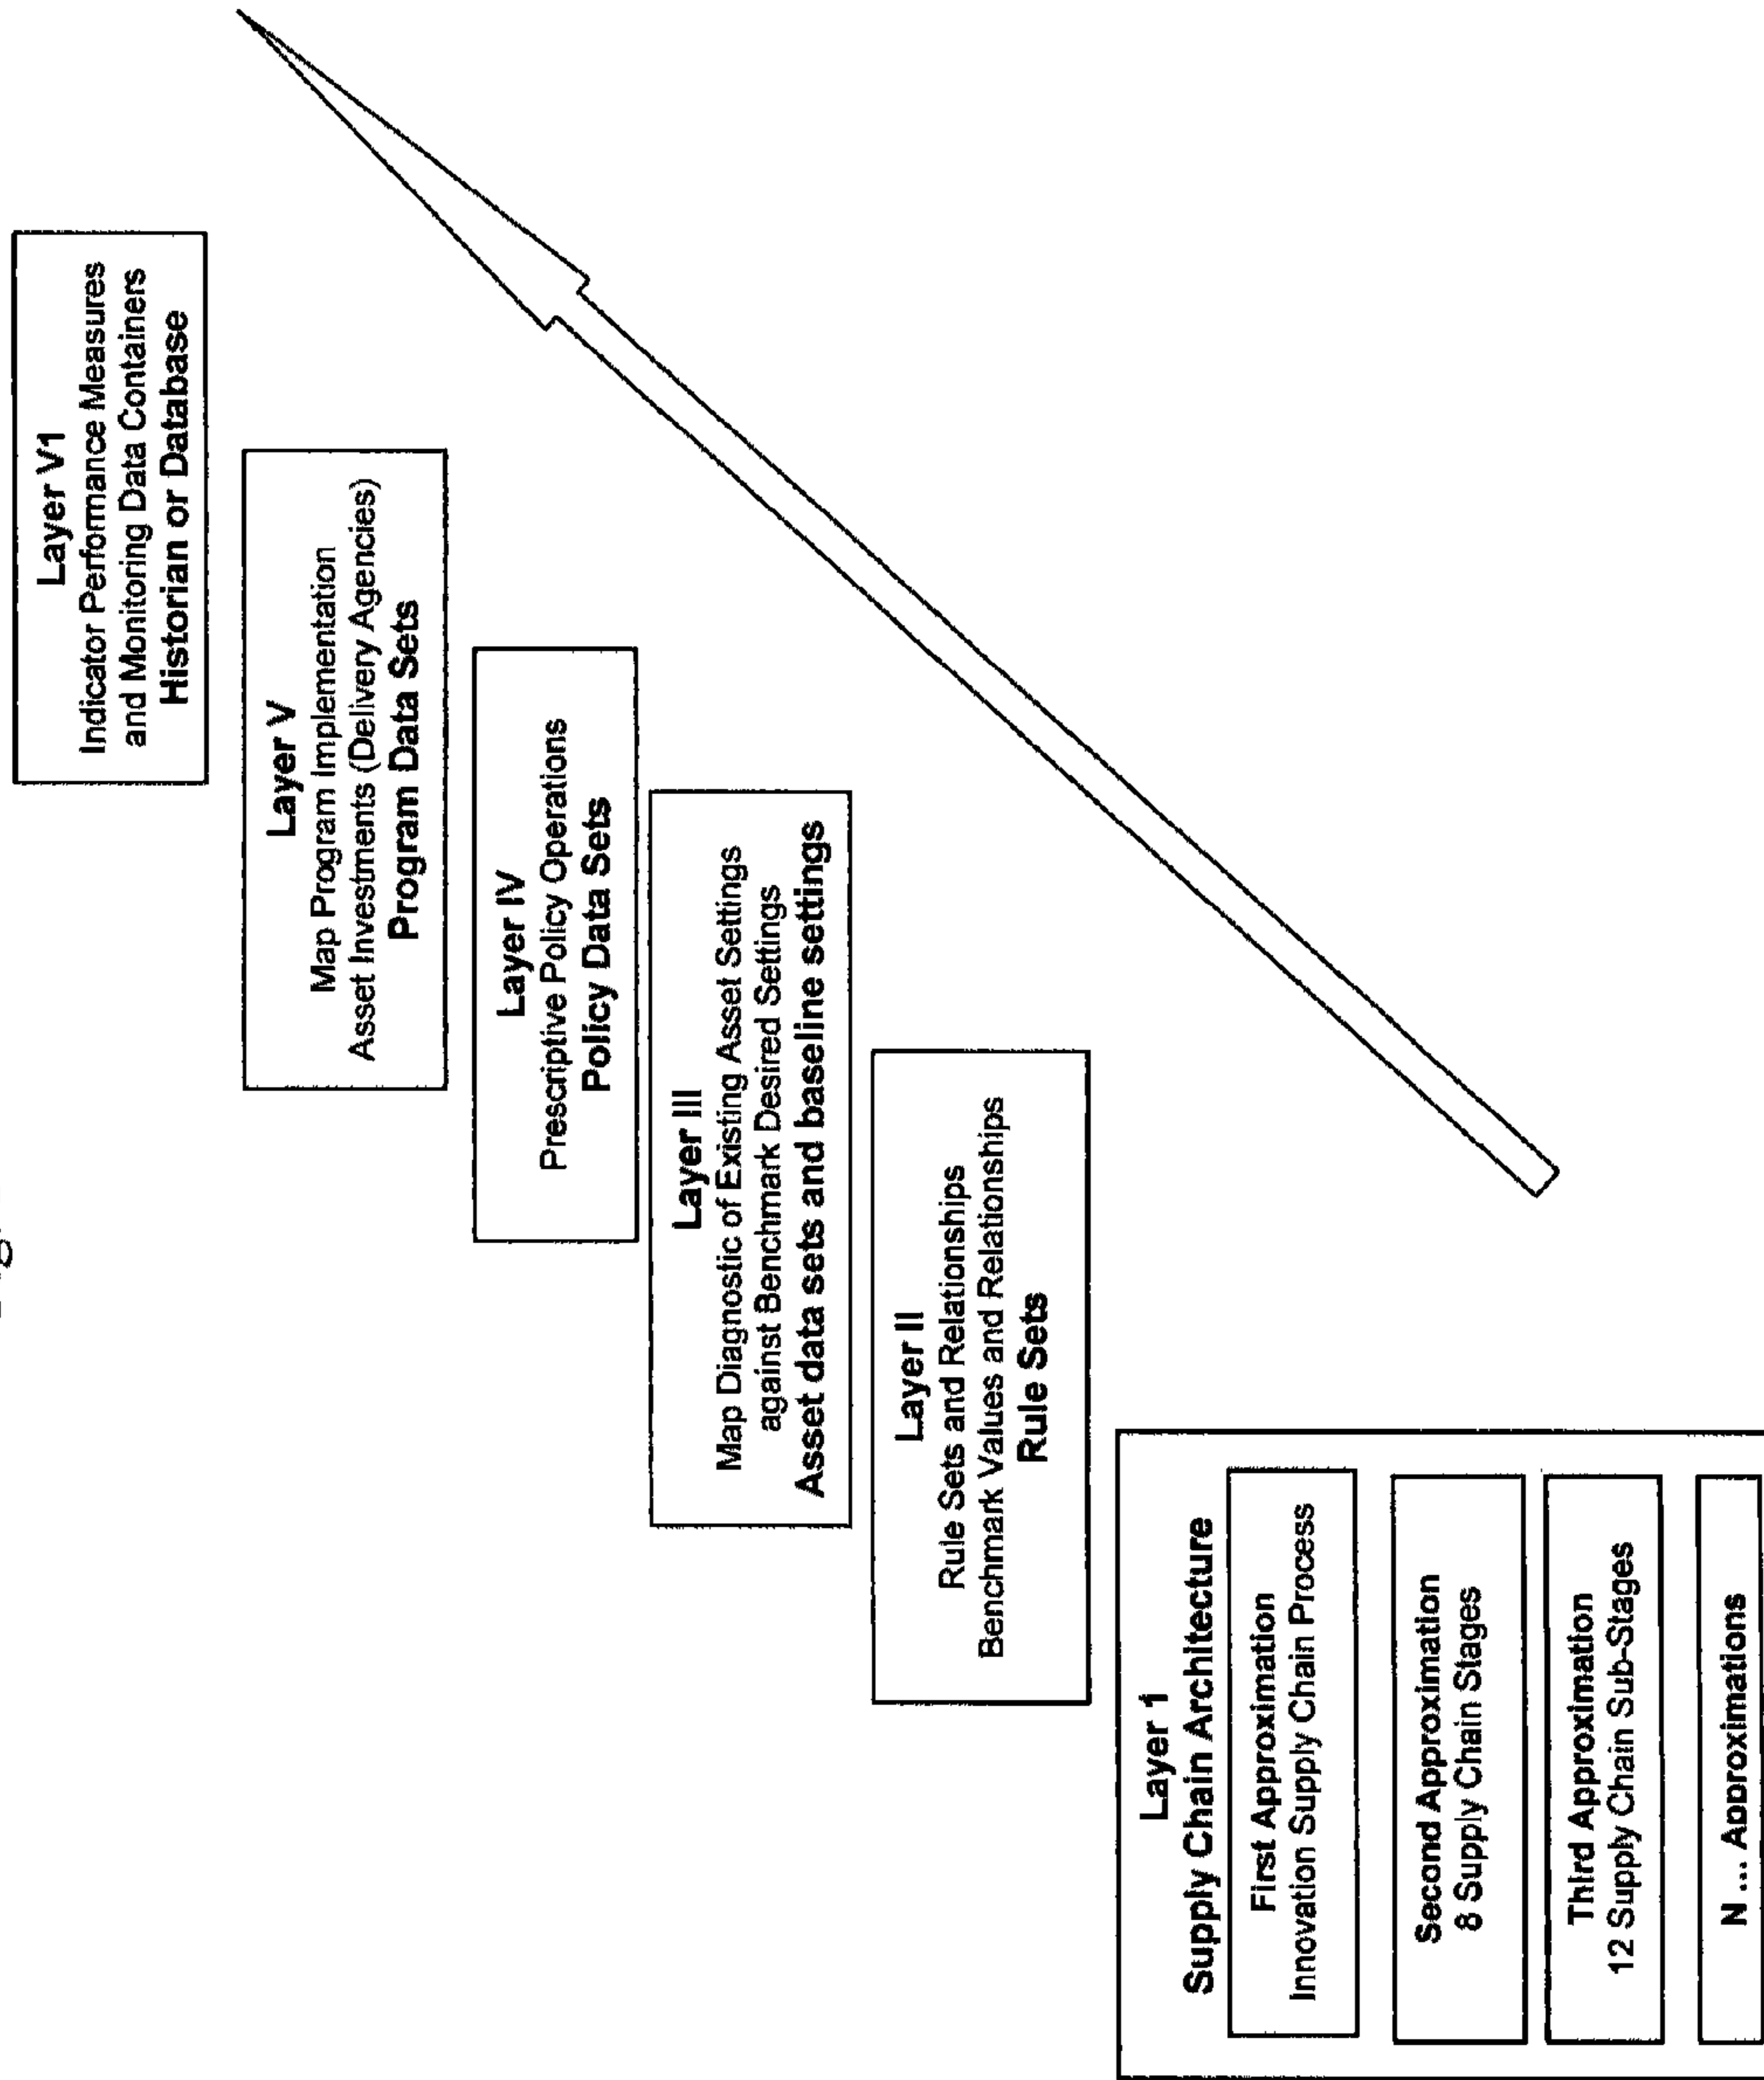 Layer V1
Indicator Performance Measures
and Monitoring Data Containers
Historian or Database
Layer V
Map Program Implementation
Asset Investments (Delivery Agencies)
Program Data Sets
Layer IV
Prescriptive Policy Operations
Policy Data Sets
Layer III
Map Diagnostic of Existing Asset Settings
against Benchmark Desired Settings
Asset data sets and baseline settings
Layer II
Rule Sets and Relationships
Benchmark Values and Relationships
Rule Sets
Layer 1
Supply Chain Architecture
First Approximation
Innovation Supply Chain Process
Second Approximation
8 Supply Chain Stages
Third Approximation
12 Supply Chain Sub-Stages
N ... Approximations